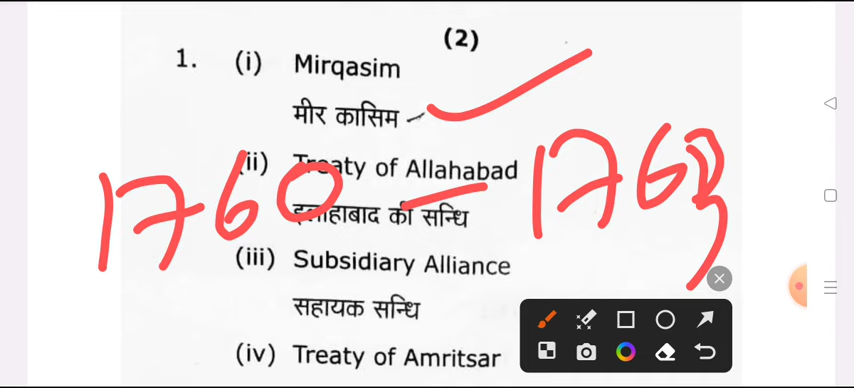 (2)
1. (i) Mirqasim
मीर कासिम
(ii) Treaty of Allahabad
1760 - 1763
इलाहाबाद की सन्धि
(iii) Subsidiary Alliance
सहायक सन्धि
(iv) Treaty of Amritsar